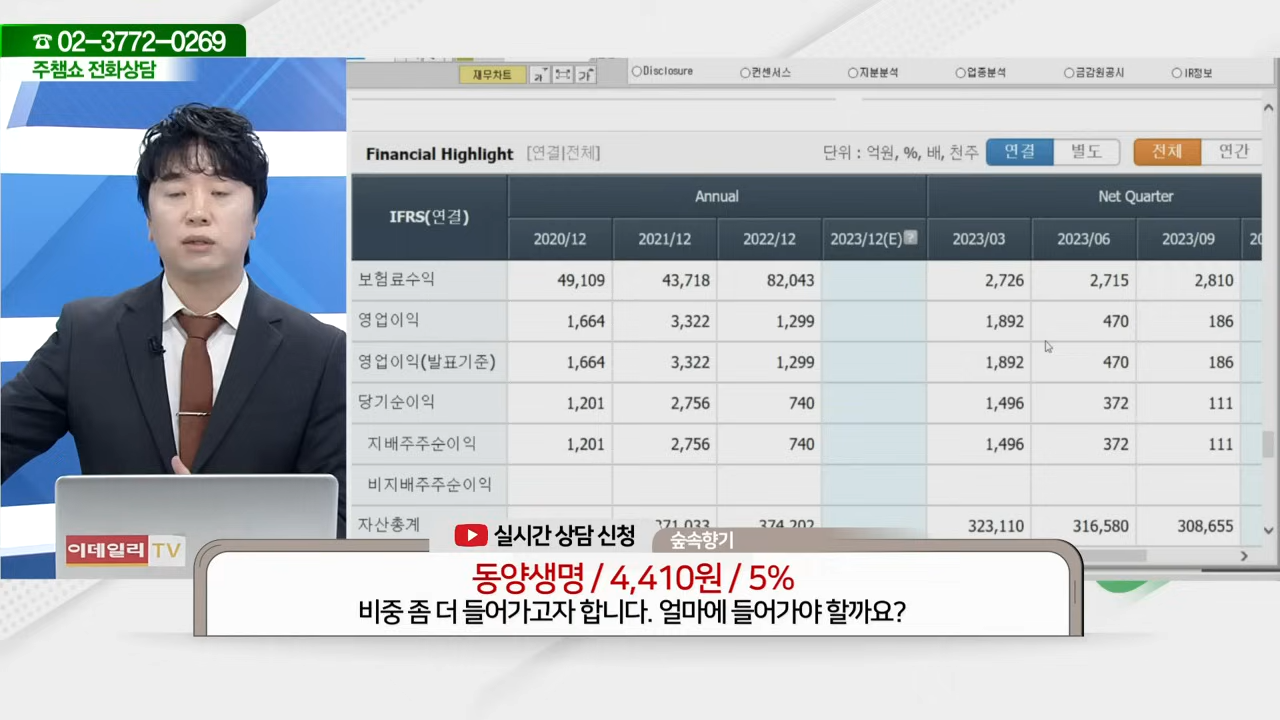 ☎ 02-3772-0269
주챔쇼 전화상담
재무차트 가 가
Disclosure 컨센서스 지분분석 업종분석 금감원공시 IR정보
Financial Highlight [연결|전체] 단위 : 억원, %, 배, 천주 연결 별도 전체 연간
IFRS(연결) Annual Net Quarter
2020/12 2021/12 2022/12 2023/12(E) ? 2023/03 2023/06 2023/09 20
보험료수익 49,109 43,718 82,043 2,726 2,715 2,810
영업이익 1,664 3,322 1,299 1,892 470 186
영업이익(발표기준) 1,664 3,322 1,299 1,892 470 186
당기순이익 1,201 2,756 740 1,496 372 111
지배주주순이익 1,201 2,756 740 1,496 372 111
비지배주주순이익
자산총계 371,033 374,202 323,110 316,580 308,655
이데일리 TV
실시간 상담 신청 숲속향기
동양생명 / 4,410원 / 5%
비중 좀 더 들어가고자 합니다. 얼마에 들어가야 할까요?